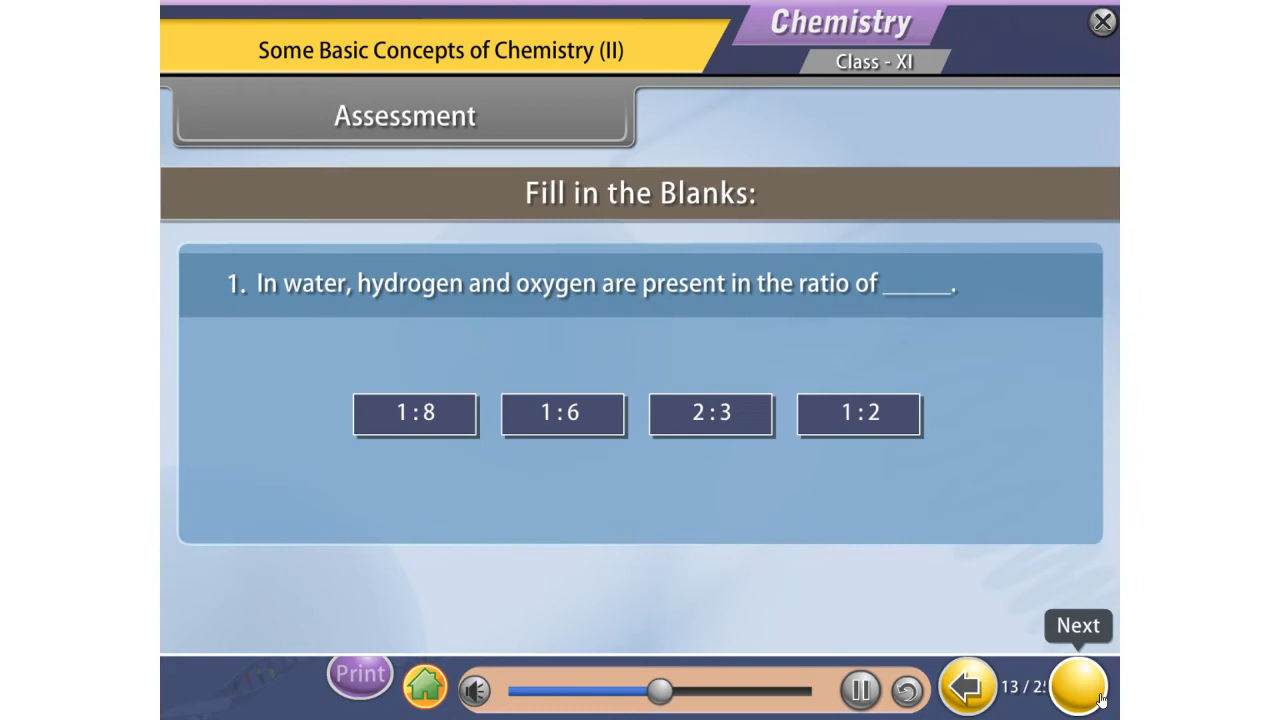 Some Basic Concepts of Chemistry (II)
Chemistry
Class - XI
Assessment
Fill in the Blanks:
1. In water, hydrogen and oxygen are present in the ratio of _____.
1 : 8
1 : 6
2 : 3
1 : 2
Next
Print
13 / 2